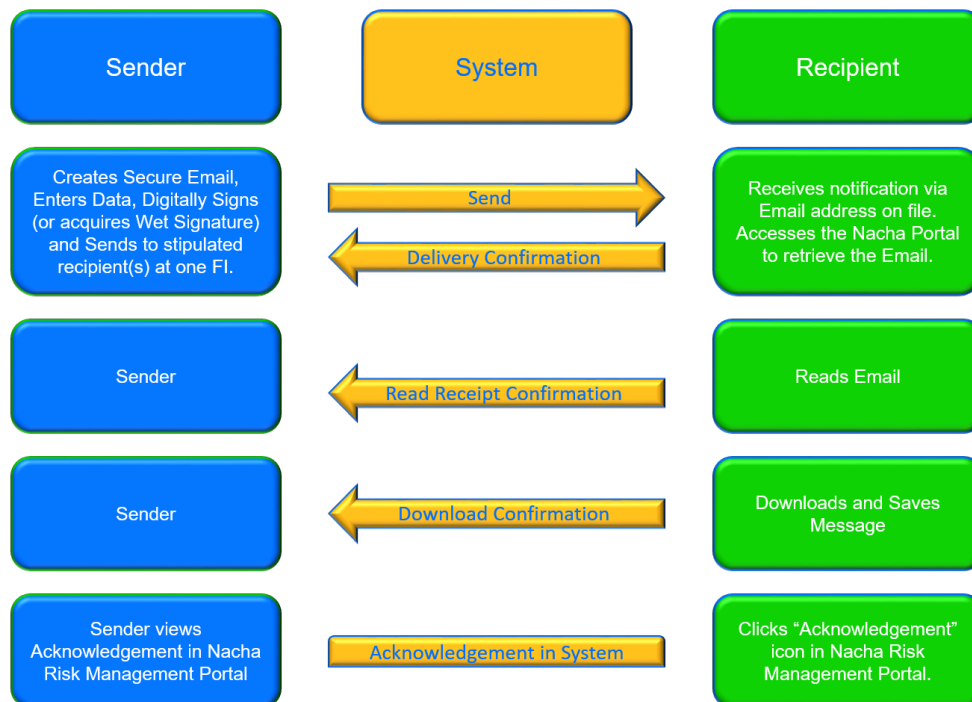 Sender
System
Recipient
Creates Secure Email,
Enters Data, Digitally Signs
(or acquires Wet Signature)
and Sends to stipulated
recipient(s) at one FI.
Send
Delivery Confirmation
Receives notification via
Email address on file.
Accesses the Nacha Portal
to retrieve the Email.
Sender
Read Receipt Confirmation
Reads Email
Sender
Download Confirmation
Downloads and Saves
Message
Sender views
Acknowledgement in Nacha
Risk Management Portal
Acknowledgement in System
Clicks “Acknowledgement”
icon in Nacha Risk
Management Portal.